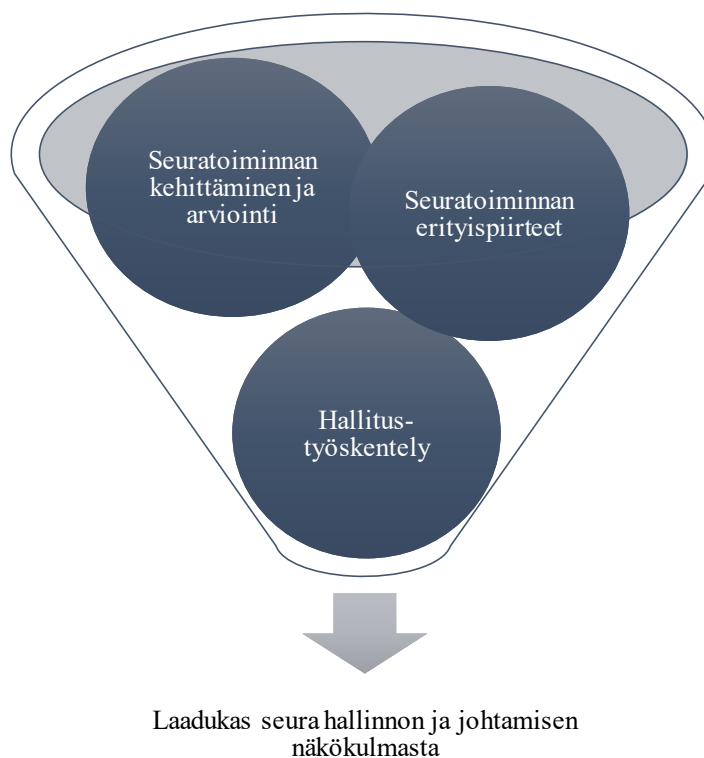 Seuratoiminnan
kehittäminen ja
arviointi
Seuratoiminnan
erityispiirteet
Hallitus-
työskentely
Laadukas seura hallinnon ja johtamisen
näkökulmasta